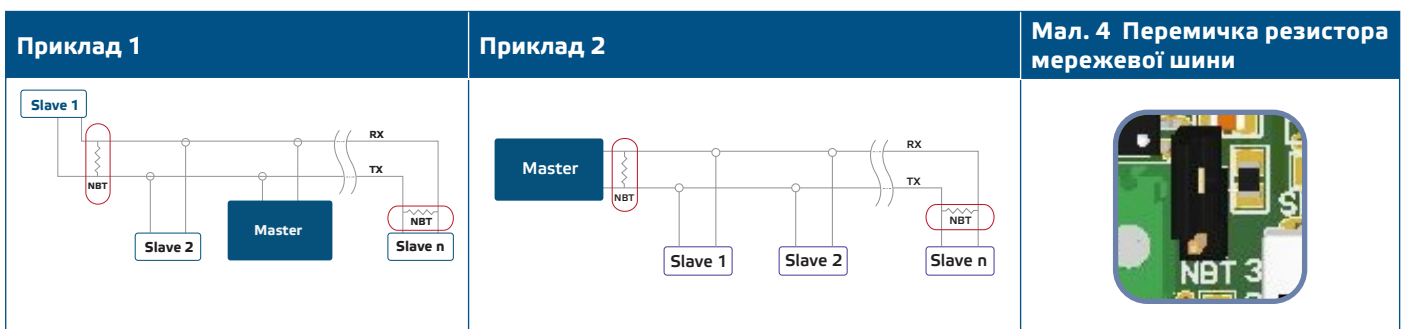 Приклад 1
Приклад 2
Мал. 4 Перемичка резистора
мережевої шини
Slave 1
RX
TX
NBT
NBT
Slave 2
Master
Slave n
Master
RX
TX
NBT
NBT
Slave 1
Slave 2
Slave n
NBT 3